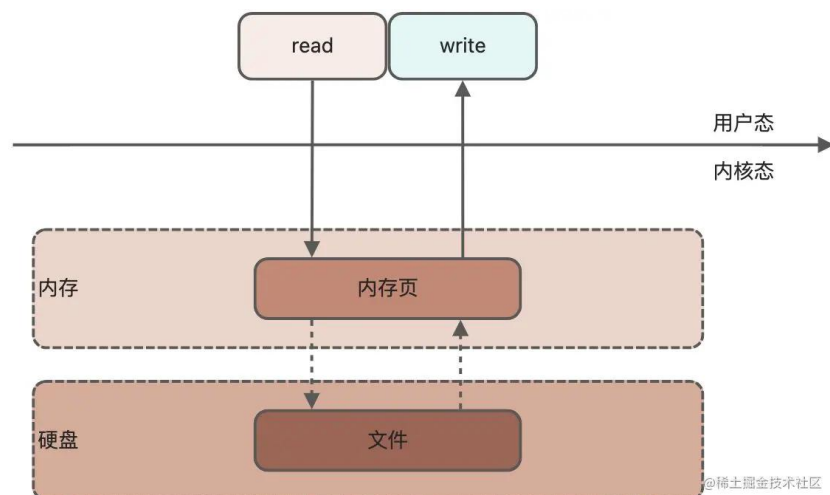 read
write
用户态
内核态
内存
内存页
硬盘
文件
@稀土掘金技术社区